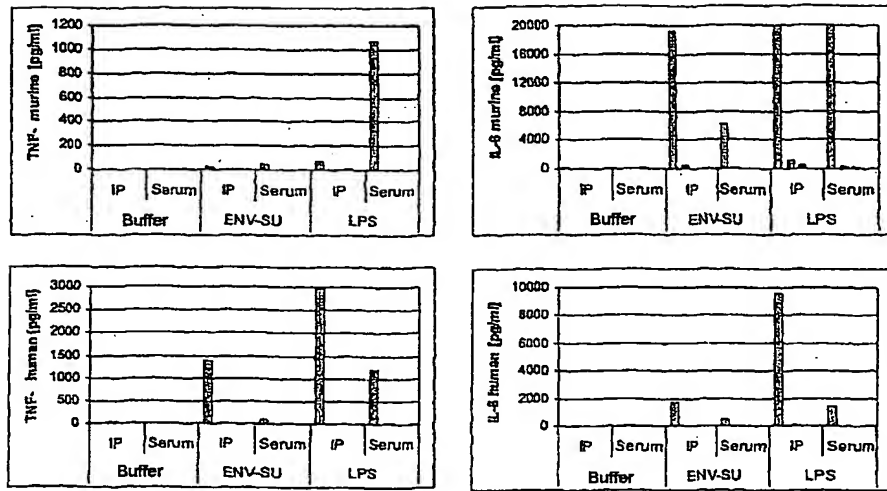 TNF- murine [pg/ml]
1200
1000
800
600
400
200
0
IP Serum IP Serum IP Serum
Buffer ENV-SU LPS
IL-6 murine [pg/ml]
20000
16000
12000
8000
4000
0
IP Serum IP Serum IP Serum
Buffer ENV-SU LPS
TNF- human [pg/ml]
3000
2500
2000
1500
1000
500
0
IP Serum IP Serum IP Serum
Buffer ENV-SU LPS
IL-6 human [pg/ml]
10000
8000
6000
4000
2000
0
IP Serum IP Serum IP Serum
Buffer ENV-SU LPS